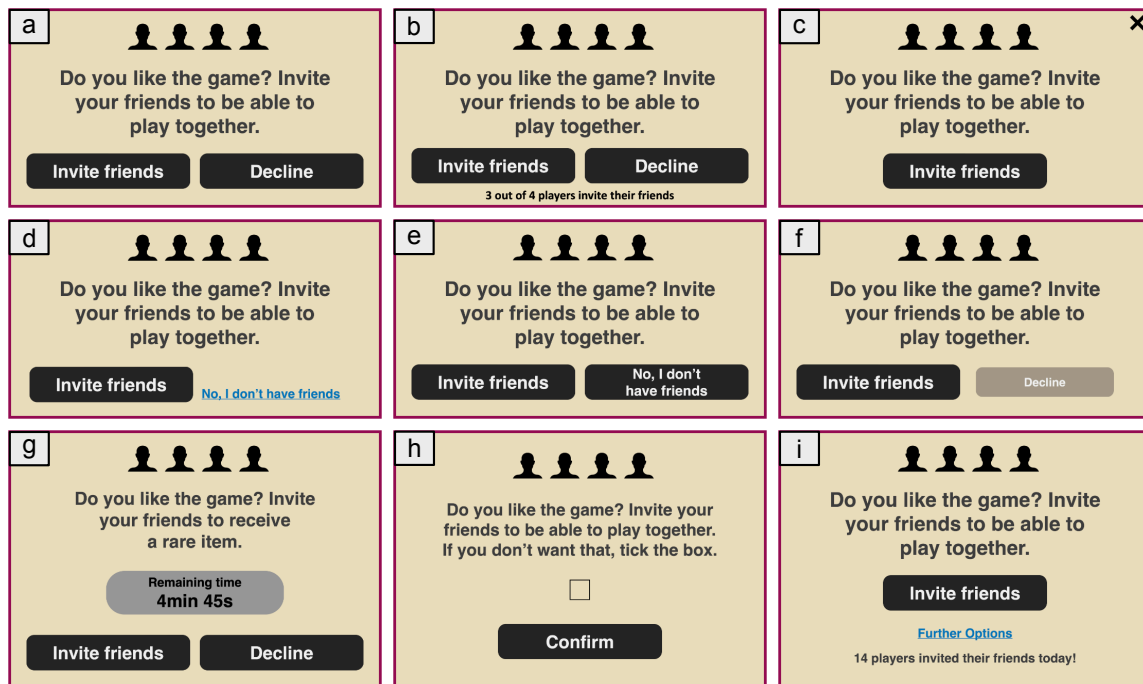 a
Do you like the game? Invite
your friends to be able to
play together.
Invite friends
Decline
b
Do you like the game? Invite
your friends to be able to
play together.
Invite friends
Decline
3 out of 4 players invite their friends
c
×
Do you like the game? Invite
your friends to be able to
play together.
Invite friends
d
Do you like the game? Invite
your friends to be able to
play together.
Invite friends
No, I don't have friends
e
Do you like the game? Invite
your friends to be able to
play together.
Invite friends
No, I don't
have friends
f
Do you like the game? Invite
your friends to be able to
play together.
Invite friends
Decline
g
Do you like the game? Invite
your friends to receive
a rare item.
Remaining time
4min 45s
Invite friends
Decline
h
Do you like the game? Invite your
friends to be able to play together.
If you don't want that, tick the box.
Confirm
i
Do you like the game? Invite
your friends to be able to
play together.
Invite friends
Further Options
14 players invited their friends today!